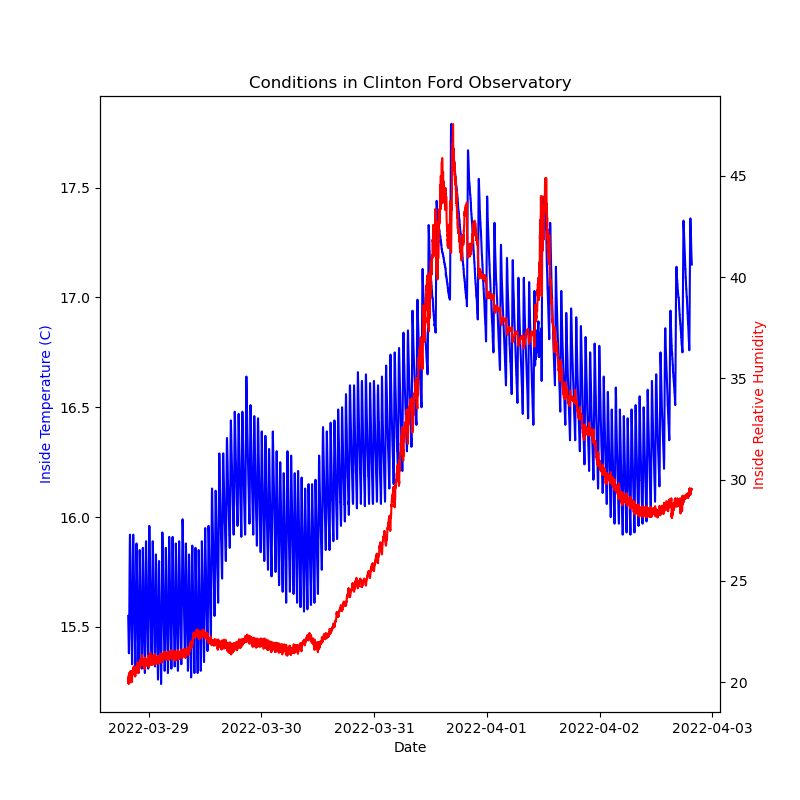 Conditions in Clinton Ford Observatory
Inside Temperature (C)
17.5
17.0
16.5
16.0
15.5
45
40
35
30
25
20
Inside Relative Humidity
2022-03-29 2022-03-30 2022-03-31 2022-04-01 2022-04-02 2022-04-03
Date